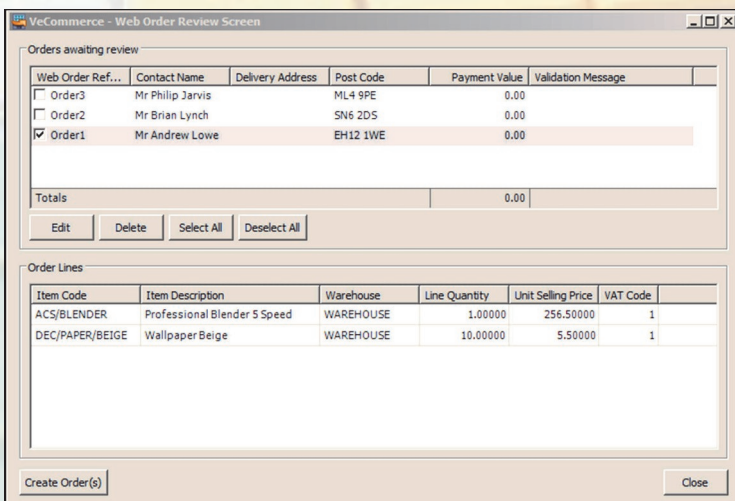 VeCommerce - Web Order Review Screen
Orders awaiting review
Web Order Ref... Contact Name Delivery Address Post Code Payment Value Validation Message
Order3 Mr Philip Jarvis ML4 9PE 0.00
Order2 Mr Brian Lynch SN6 2DS 0.00
Order1 Mr Andrew Lowe EH12 1WE 0.00
Totals 0.00
Edit Delete Select All Deselect All
Order Lines
Item Code Item Description Warehouse Line Quantity Unit Selling Price VAT Code
ACS/BLENDER Professional Blender 5 Speed WAREHOUSE 1.00000 256.50000 1
DEC/PAPER/BEIGE Wallpaper Beige WAREHOUSE 10.00000 5.50000 1
Create Order(s) Close